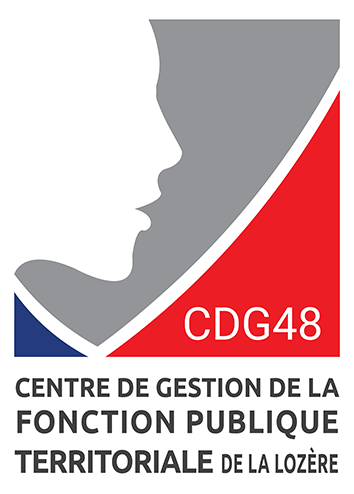 CDG48
CENTRE DE GESTION DE LA
FONCTION PUBLIQUE
TERRITORIALE DE LA LOZÈRE